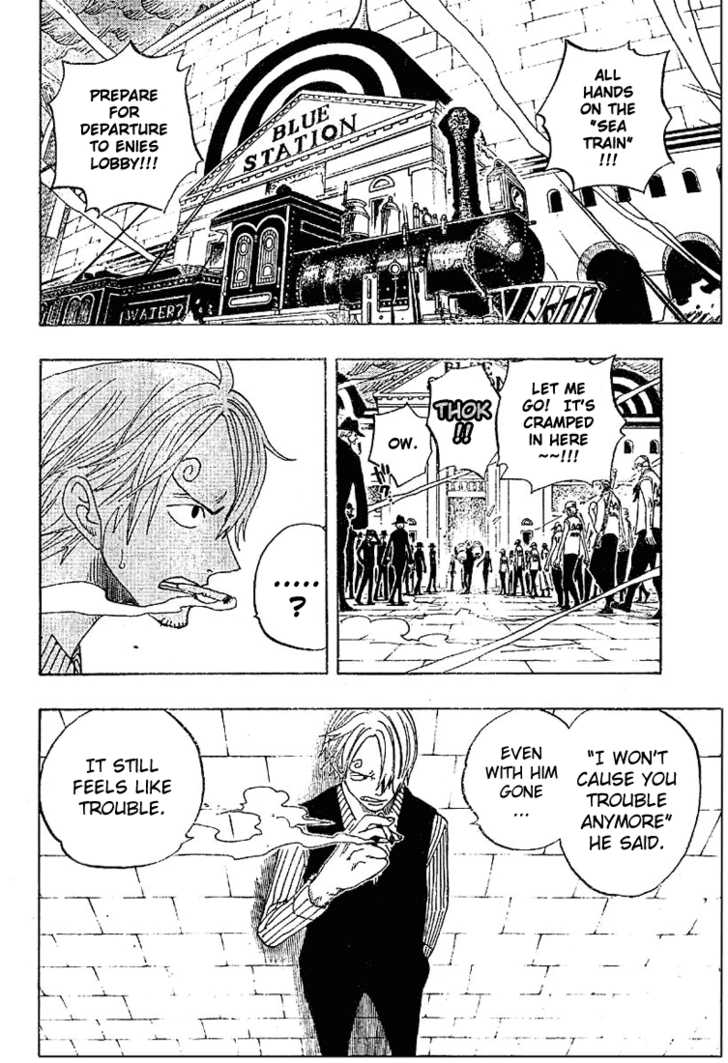 ALL
HANDS
ON THE
"SEA
TRAIN"
!!!
PREPARE
FOR
DEPARTURE
TO ENIES
LOBBY!!!
BLUE
STATION
WATER7
LET ME
GO! IT'S
CRAMPED
IN HERE
~~!!!
THOK
!!
OW.
BLUE
......
?
"I WON'T
CAUSE YOU
TROUBLE
ANYMORE"
HE SAID.
EVEN
WITH HIM
GONE
...
IT STILL
FEELS LIKE
TROUBLE.